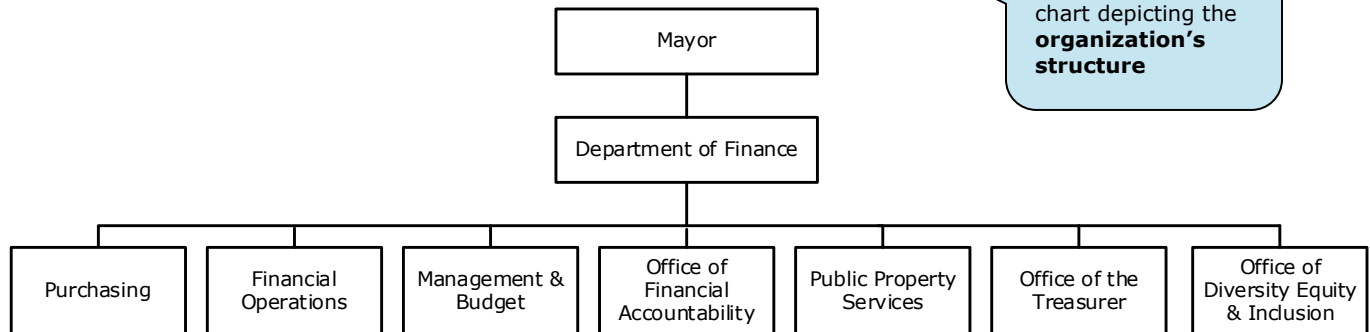 chart depicting the
organization's
structure
Mayor
Department of Finance
Purchasing
Financial
Operations
Management &
Budget
Office of
Financial
Accountability
Public Property
Services
Office of the
Treasurer
Office of
Diversity Equity
& Inclusion